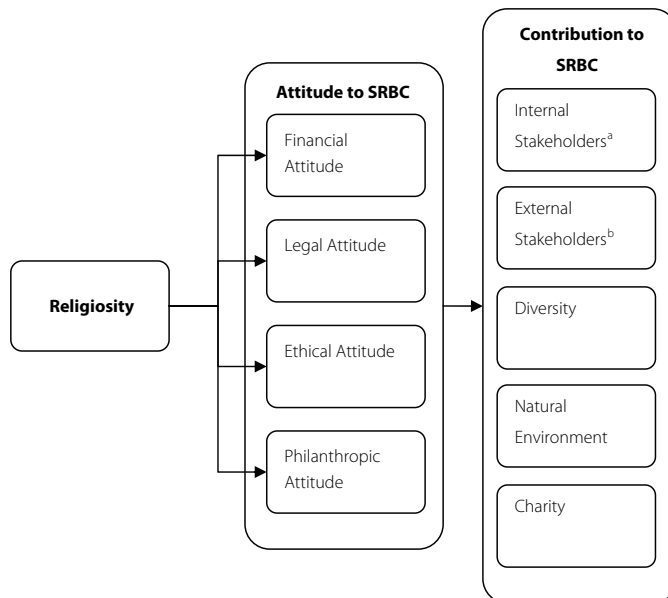 Religiosity
Attitude to SRBC
Financial
Attitude
Legal Attitude
Ethical Attitude
Philanthropic
Attitude
Contribution to
SRBC
Internal
Stakeholdersᵃ
External
Stakeholdersᵇ
Diversity
Natural
Environment
Charity